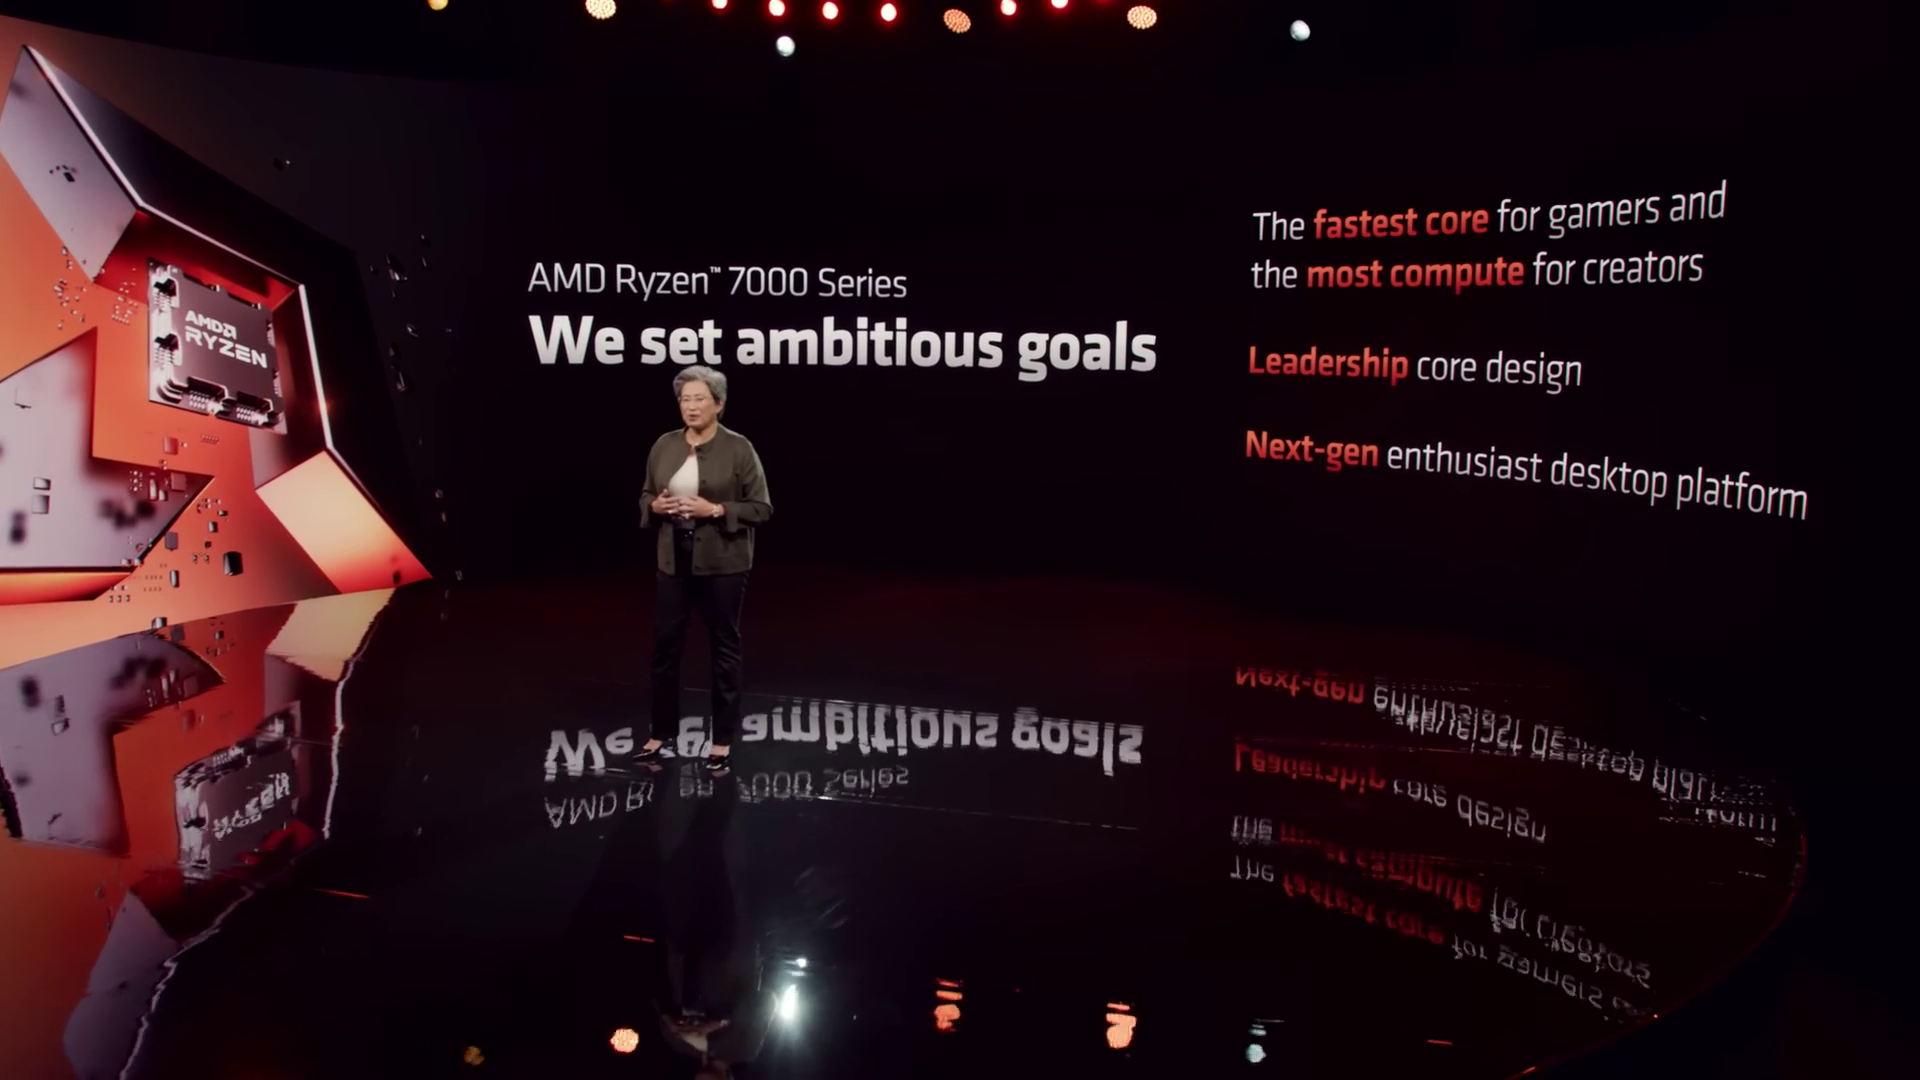 AMD
RYZEN
AMD Ryzen™ 7000 Series
We set ambitious goals
The fastest core for gamers and
the most compute for creators
Leadership core design
Next-gen enthusiast desktop platform